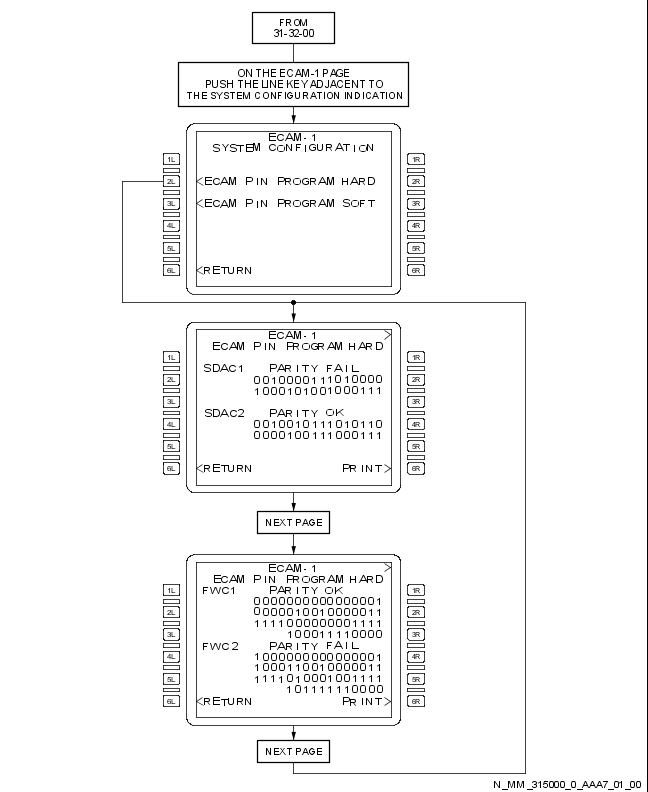 FROM
31-32-00
ON THE ECAM-1 PAGE
PUSH THE LINE KEY ADJACENT TO
THE SYSTEM CONFIGURATION INDICATION
ECAM-1
SYSTEM CONFIGURATION
1L 1R
2L <ECAM PIN PROGRAM HARD 2R
3L <ECAM PIN PROGRAM SOFT 3R
4L 4R
5L 5R
6L <RETURN 6R
ECAM-1 >
ECAM PIN PROGRAM HARD
1L 1R
SDAC1 PARITY FAIL
2L 0010000111010000 2R
1000101001000111
3L 3R
SDAC2 PARITY OK
4L 0010010111010110 4R
0000100111000111
5L 5R
6L <RETURN PRINT> 6R
NEXT PAGE
ECAM-1 >
ECAM PIN PROGRAM HARD
1L FWC1 PARITY OK 1R
0000000000000001
2L 0000010010000011 2R
1111000000001111
3L 100011110000 3R
FWC2 PARITY FAIL
4L 1000000000000001 4R
1000110010000011
5L 1111010001001111 5R
101111110000
6L <RETURN PRINT> 6R
NEXT PAGE
N_MM_315000_0_AAA7_01_00